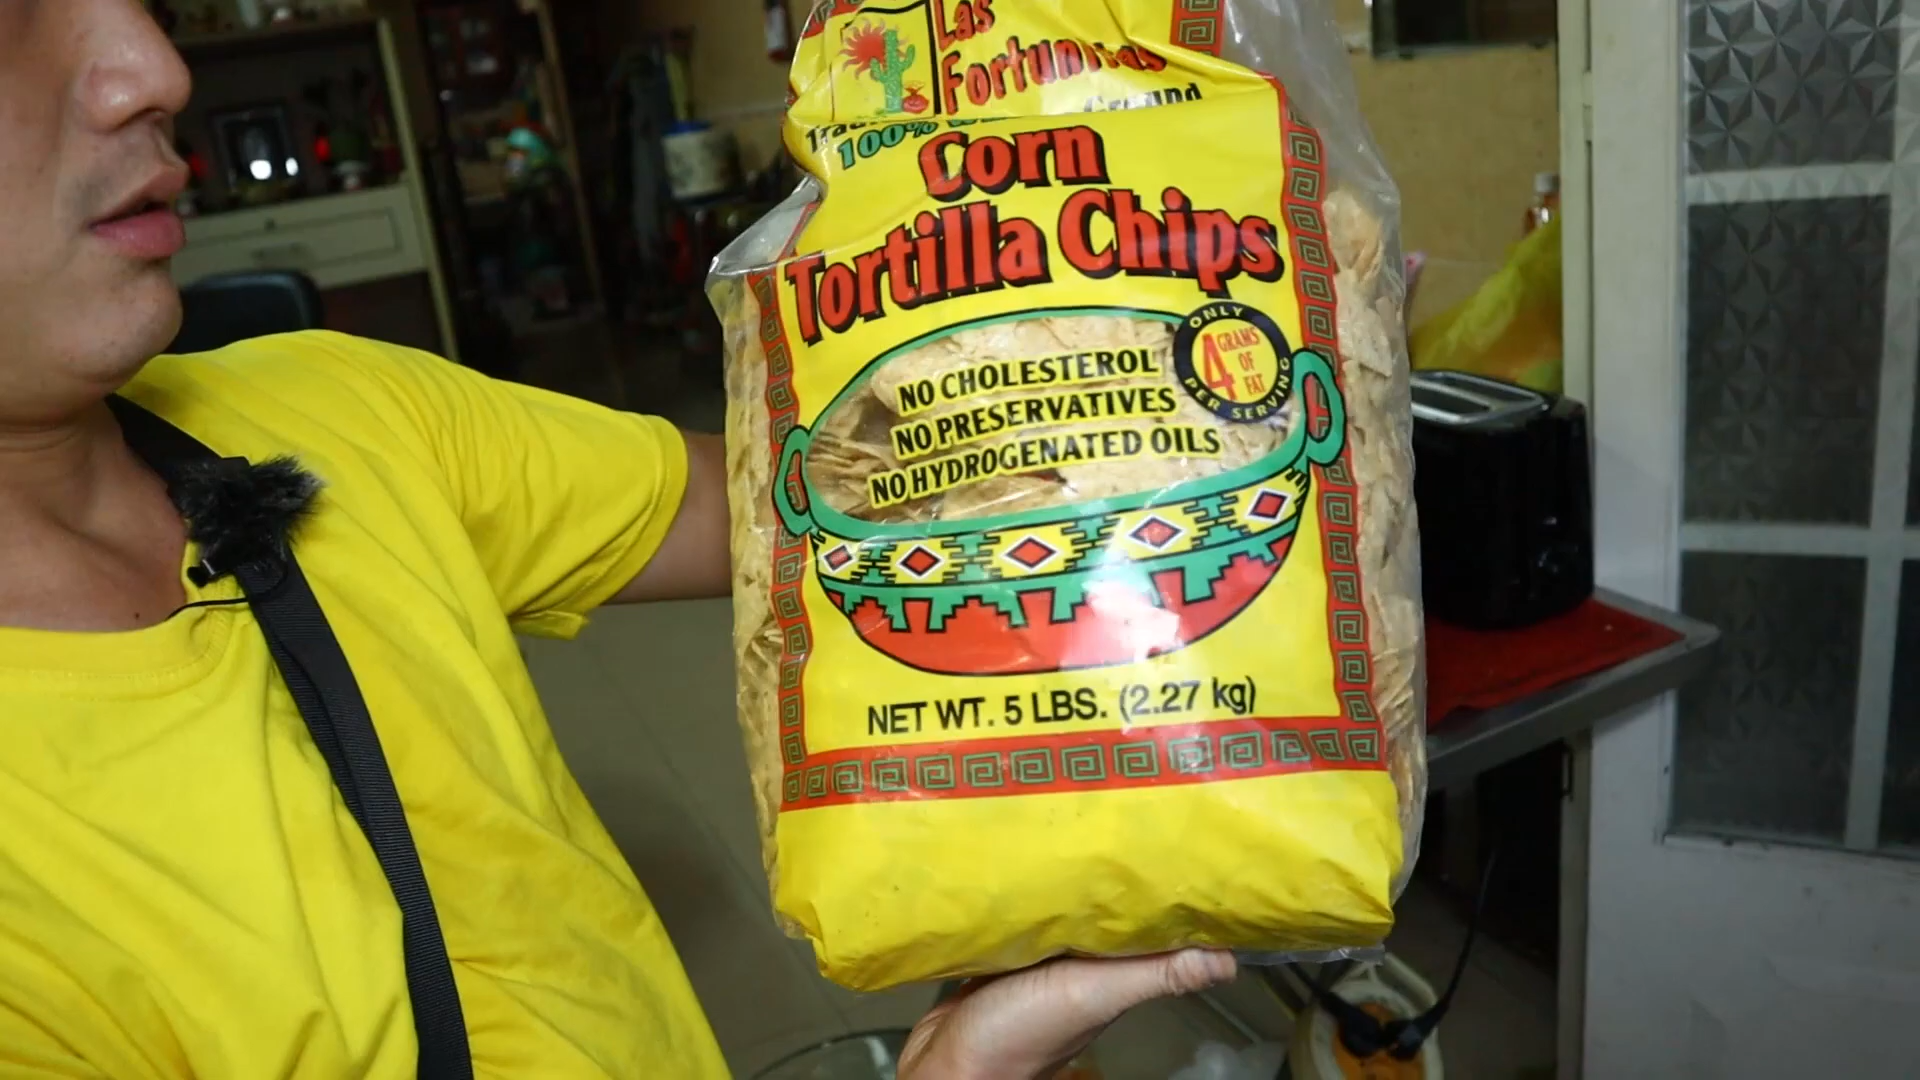 Las
Fortunitas
Ground
100%
Corn
Tortilla Chips
ONLY
4 GRAMS
OF
FAT
PER SERVING
NO CHOLESTEROL
NO PRESERVATIVES
NO HYDROGENATED OILS
NET WT. 5 LBS. (2.27 kg)